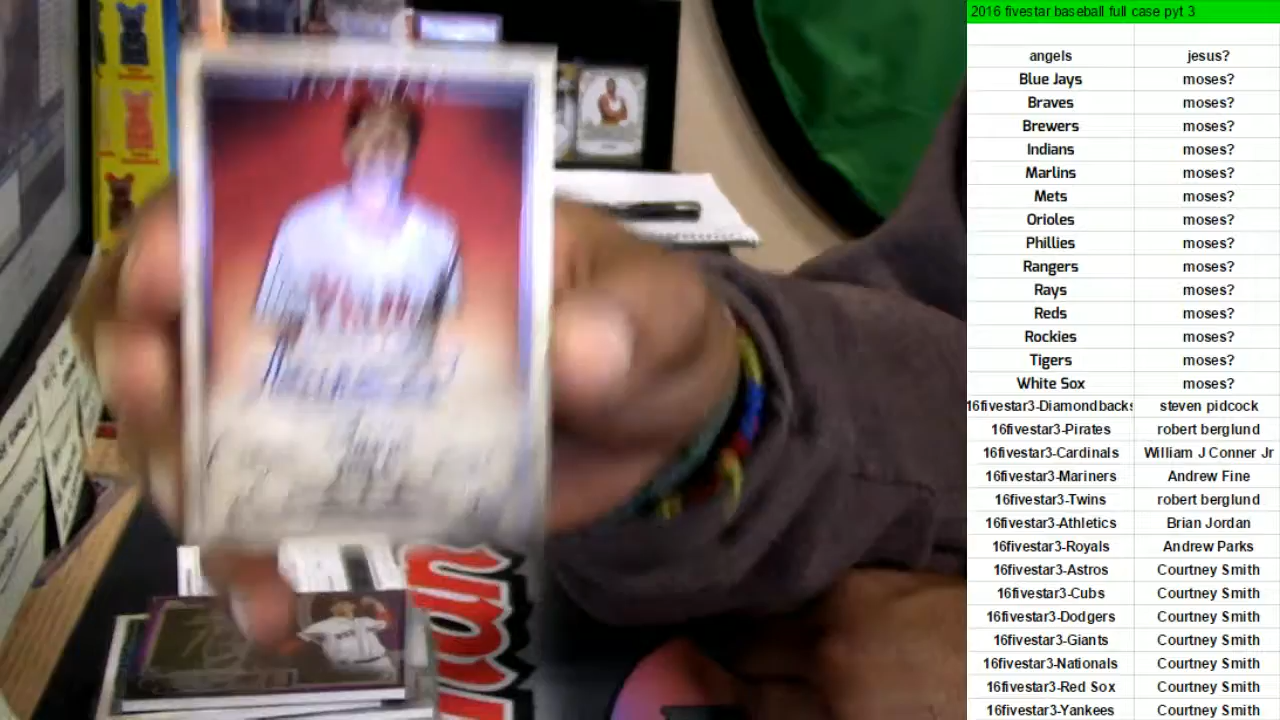 2016 fivestar baseball full case pyt 3
angels jesus?
Blue Jays moses?
Braves moses?
Brewers moses?
Indians moses?
Marlins moses?
Mets moses?
Orioles moses?
Phillies moses?
Rangers moses?
Rays moses?
Reds moses?
Rockies moses?
Tigers moses?
White Sox moses?
16fivestar3-Diamondbacks steven pidcock
16fivestar3-Pirates robert berglund
16fivestar3-Cardinals William J Conner Jr
16fivestar3-Mariners Andrew Fine
16fivestar3-Twins robert berglund
16fivestar3-Athletics Brian Jordan
16fivestar3-Royals Andrew Parks
16fivestar3-Astros Courtney Smith
16fivestar3-Cubs Courtney Smith
16fivestar3-Dodgers Courtney Smith
16fivestar3-Giants Courtney Smith
16fivestar3-Nationals Courtney Smith
16fivestar3-Red Sox Courtney Smith
16fivestar3-Yankees Courtney Smith